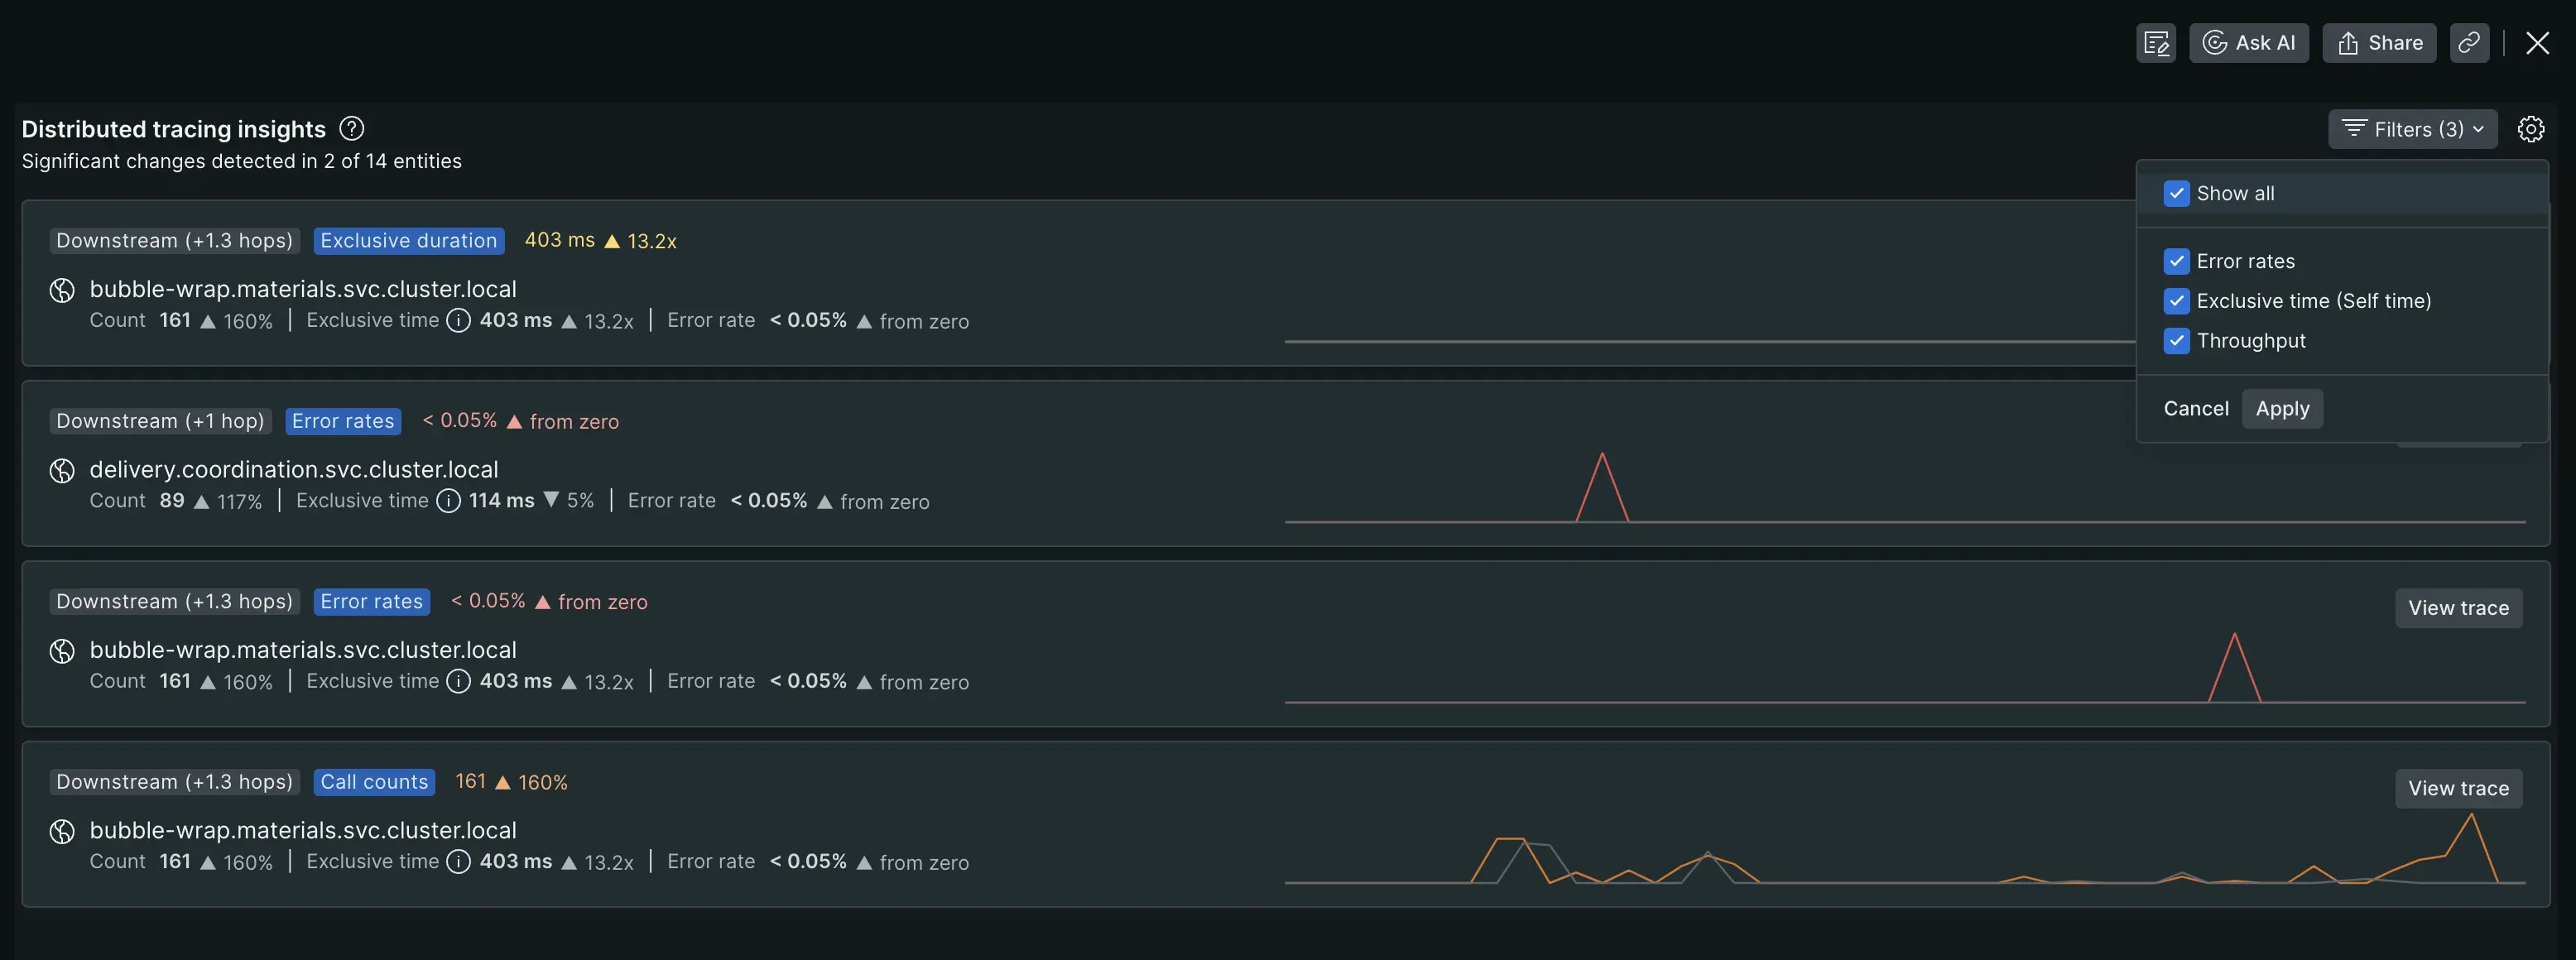 Ask AI
Share
Distributed tracing insights ?
Filters (3)
Significant changes detected in 2 of 14 entities
Show all
Error rates
Exclusive time (Self time)
Throughput
Cancel Apply
Downstream (+1.3 hops) Exclusive duration 403 ms ▲ 13.2x
bubble-wrap.materials.svc.cluster.local
Count 161 ▲ 160% | Exclusive time i 403 ms ▲ 13.2x | Error rate < 0.05% ▲ from zero
Downstream (+1 hop) Error rates < 0.05% ▲ from zero
delivery.coordination.svc.cluster.local
Count 89 ▲ 117% | Exclusive time i 114 ms ▼ 5% | Error rate < 0.05% ▲ from zero
Downstream (+1.3 hops) Error rates < 0.05% ▲ from zero
View trace
bubble-wrap.materials.svc.cluster.local
Count 161 ▲ 160% | Exclusive time i 403 ms ▲ 13.2x | Error rate < 0.05% ▲ from zero
Downstream (+1.3 hops) Call counts 161 ▲ 160%
View trace
bubble-wrap.materials.svc.cluster.local
Count 161 ▲ 160% | Exclusive time i 403 ms ▲ 13.2x | Error rate < 0.05% ▲ from zero